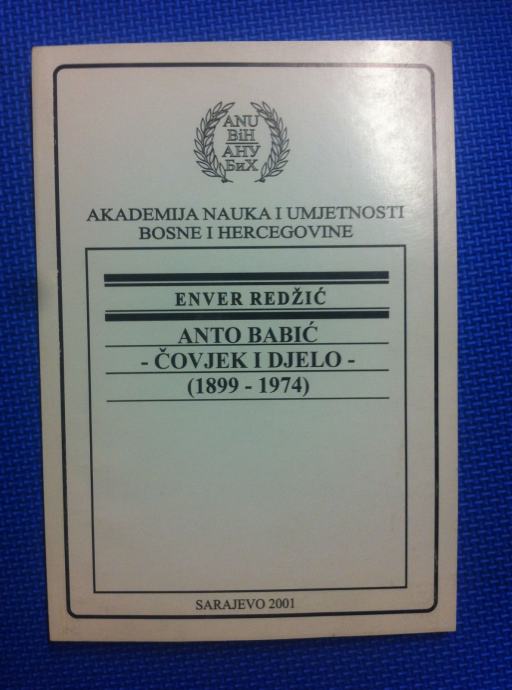 ANU
BiH
АНУ
БиХ
AKADEMIJA NAUKA I UMJETNOSTI
BOSNE I HERCEGOVINE
ENVER REDŽIĆ
ANTO BABIĆ
- ČOVJEK I DJELO -
(1899 - 1974)
SARAJEVO 2001